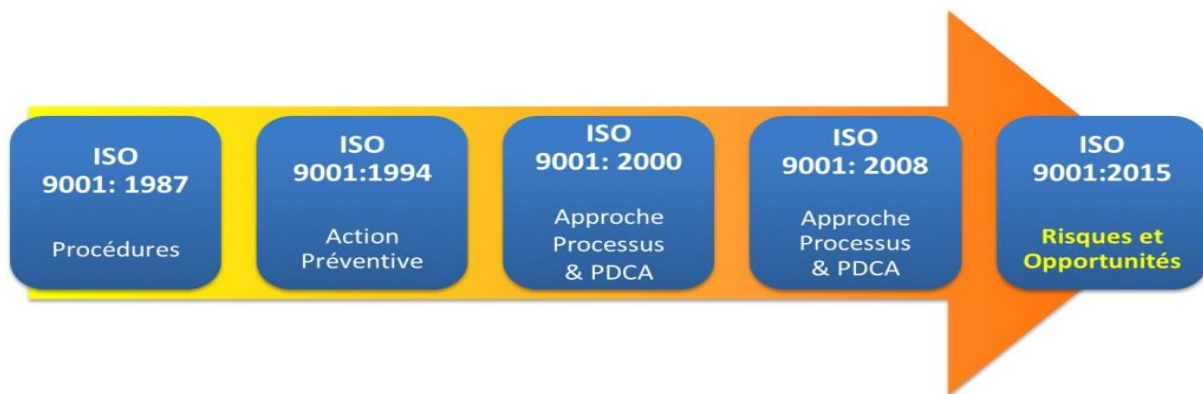 ISO
9001: 1987
Procédures
ISO
9001:1994
Action
Préventive
ISO
9001: 2000
Approche
Processus
& PDCA
ISO
9001: 2008
Approche
Processus
& PDCA
ISO
9001:2015
Risques et
Opportunités